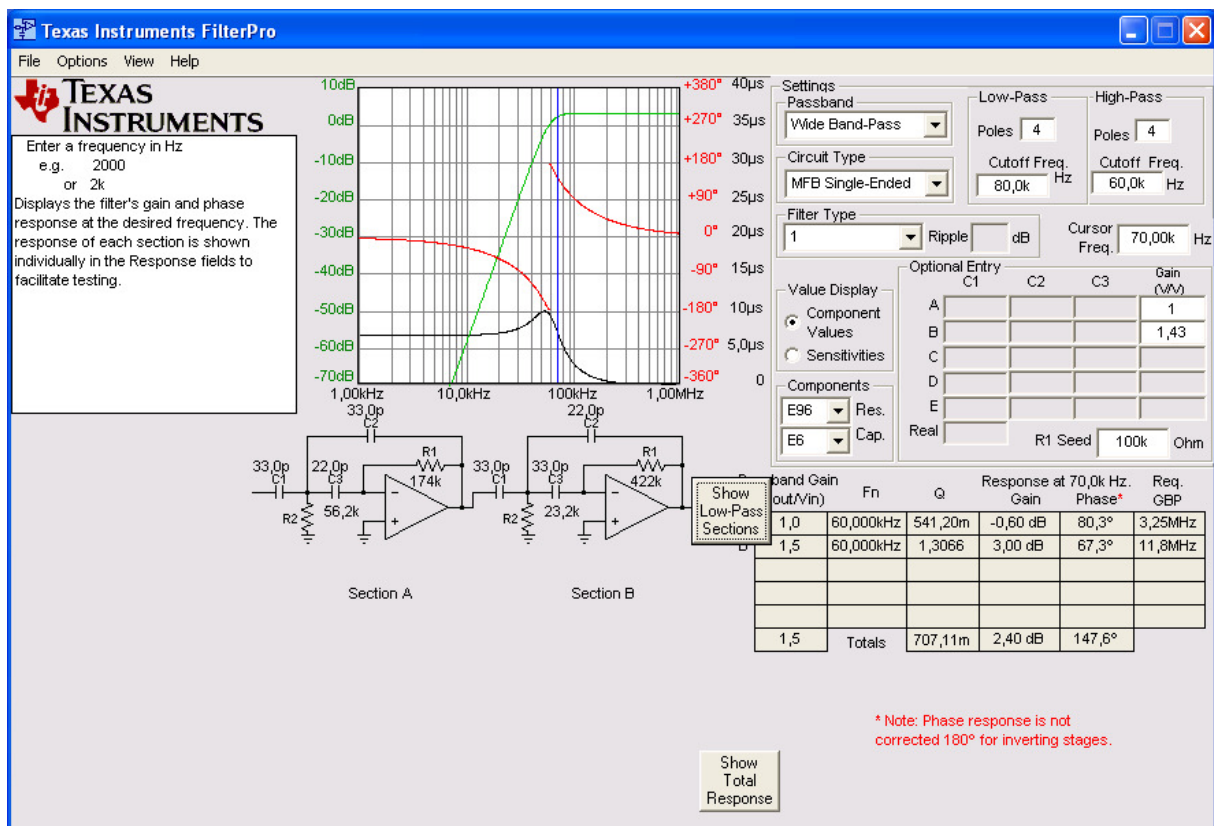 Texas Instruments FilterPro
File Options View Help
TEXAS
INSTRUMENTS
Enter a frequency in Hz
e.g. 2000
or 2k
Displays the filter's gain and phase
response at the desired frequency. The
response of each section is shown
individually in the Response fields to
facilitate testing.
10dB
0dB
-10dB
-20dB
-30dB
-40dB
-50dB
-60dB
-70dB
+380°
+270°
+180°
+90°
0°
-90°
-180°
-270°
-360°
40µs
35µs
30µs
25µs
20µs
15µs
10µs
5,0µs
0
1,00kHz 10,0kHz 100kHz 1,00MHz
Settings
Passband
Wide Band-Pass
Circuit Type
MFB Single-Ended
Low-Pass
Poles 4
Cutoff Freq.
80,0k Hz
High-Pass
Poles 4
Cutoff Freq.
60,0k Hz
Filter Type
1
Ripple dB
Cursor
Freq. 70,00k Hz
Value Display
Component
Values
Sensitivities
Components
E96 Res.
E6 Cap.
Optional Entry
C1 C2 C3 Gain
(V/V)
A 1
B 1,43
C
D
E
Real
R1 Seed 100k Ohm
33,0p
C2
33,0p
C1
22,0p
C3
R1
174k
R2
56,2k
-
+
Section A
22,0p
C2
33,0p
C1
33,0p
C3
R1
422k
R2
23,2k
-
+
Section B
Show
Low-Pass
Sections
band Gain Fn Q Response at 70,0k Hz. Req.
out/Vin) Gain Phase* GBP
1,0 60,000kHz 541,20m -0,60 dB 80,3° 3,25MHz
1,5 60,000kHz 1,3066 3,00 dB 67,3° 11,8MHz
1,5 Totals 707,11m 2,40 dB 147,6°
* Note: Phase response is not
corrected 180° for inverting stages.
Show
Total
Response